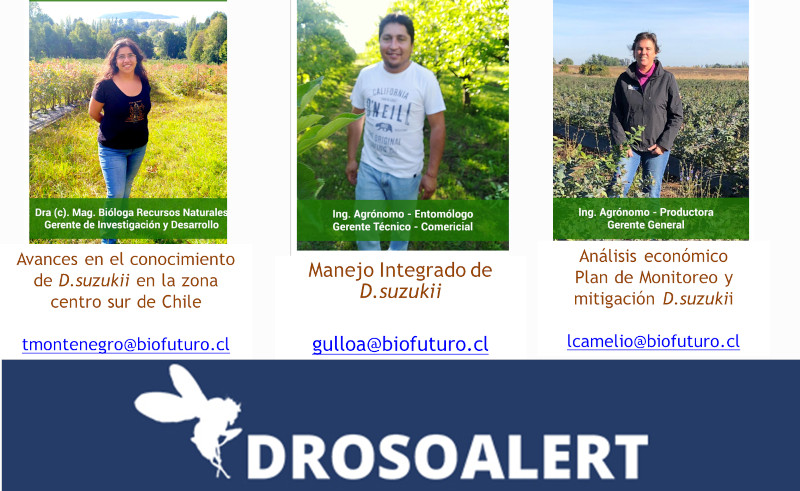 CALIFORNIA
O'NEILL
ORIGINAL
Dra (c). Mag. Bióloga Recursos Naturales
Gerente de Investigación y Desarrollo
Avances en el conocimiento
de D.suzukii en la zona
centro sur de Chile
tmontenegro@biofuturo.cl
Ing. Agrónomo - Entomólogo
Gerente Técnico - Comericial
Manejo Integrado de
D.suzukii
gulloa@biofuturo.cl
Ing. Agrónomo - Productora
Gerente General
Análisis económico
Plan de Monitoreo y
mitigación D.suzukii
lcamelio@biofuturo.cl
DROSOALERT